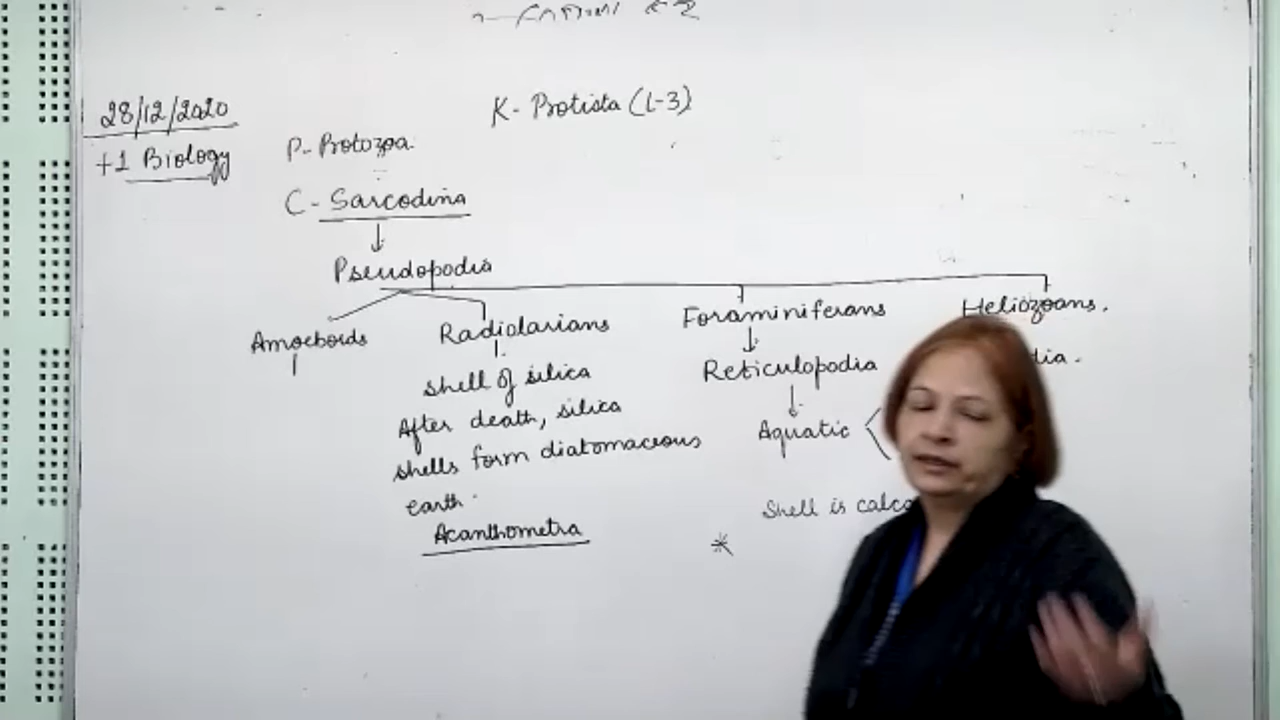 28/12/2020
+1 Biology
K- Protista (L-3)
P- Protozoa
C- Sarcodina
Pseudopodia
Amoeboids
Radiolarians
shell of silica
After death, silica
shells form diatomaceous
earth.
Acanthometra
Foraminiferans
Reticulopodia
Aquatic
Shell is
Heliozoans.